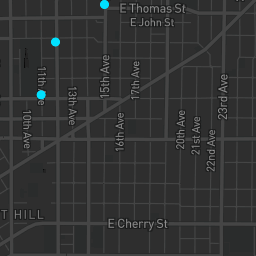 E Thomas St
E John St
11th Ave
10th Ave
13th Ave
15th Ave
17th Ave
16th Ave
20th Ave
21st Ave
22nd Ave
23rd Ave
T HILL
E Cherry St